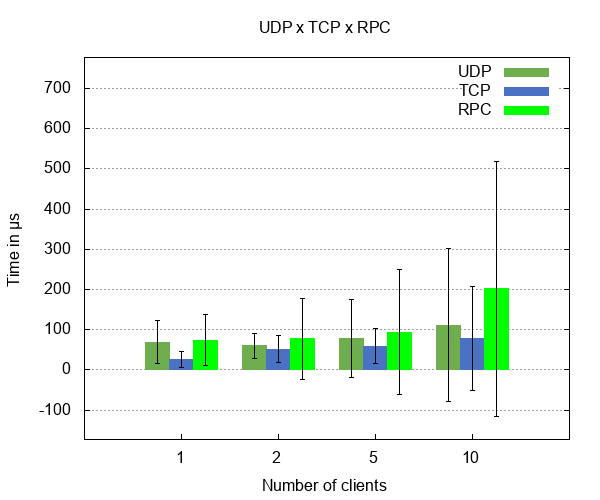 UDP x TCP x RPC
UDP
TCP
RPC
700
600
500
400
300
200
100
0
-100
Time in µs
1 2 5 10
Number of clients